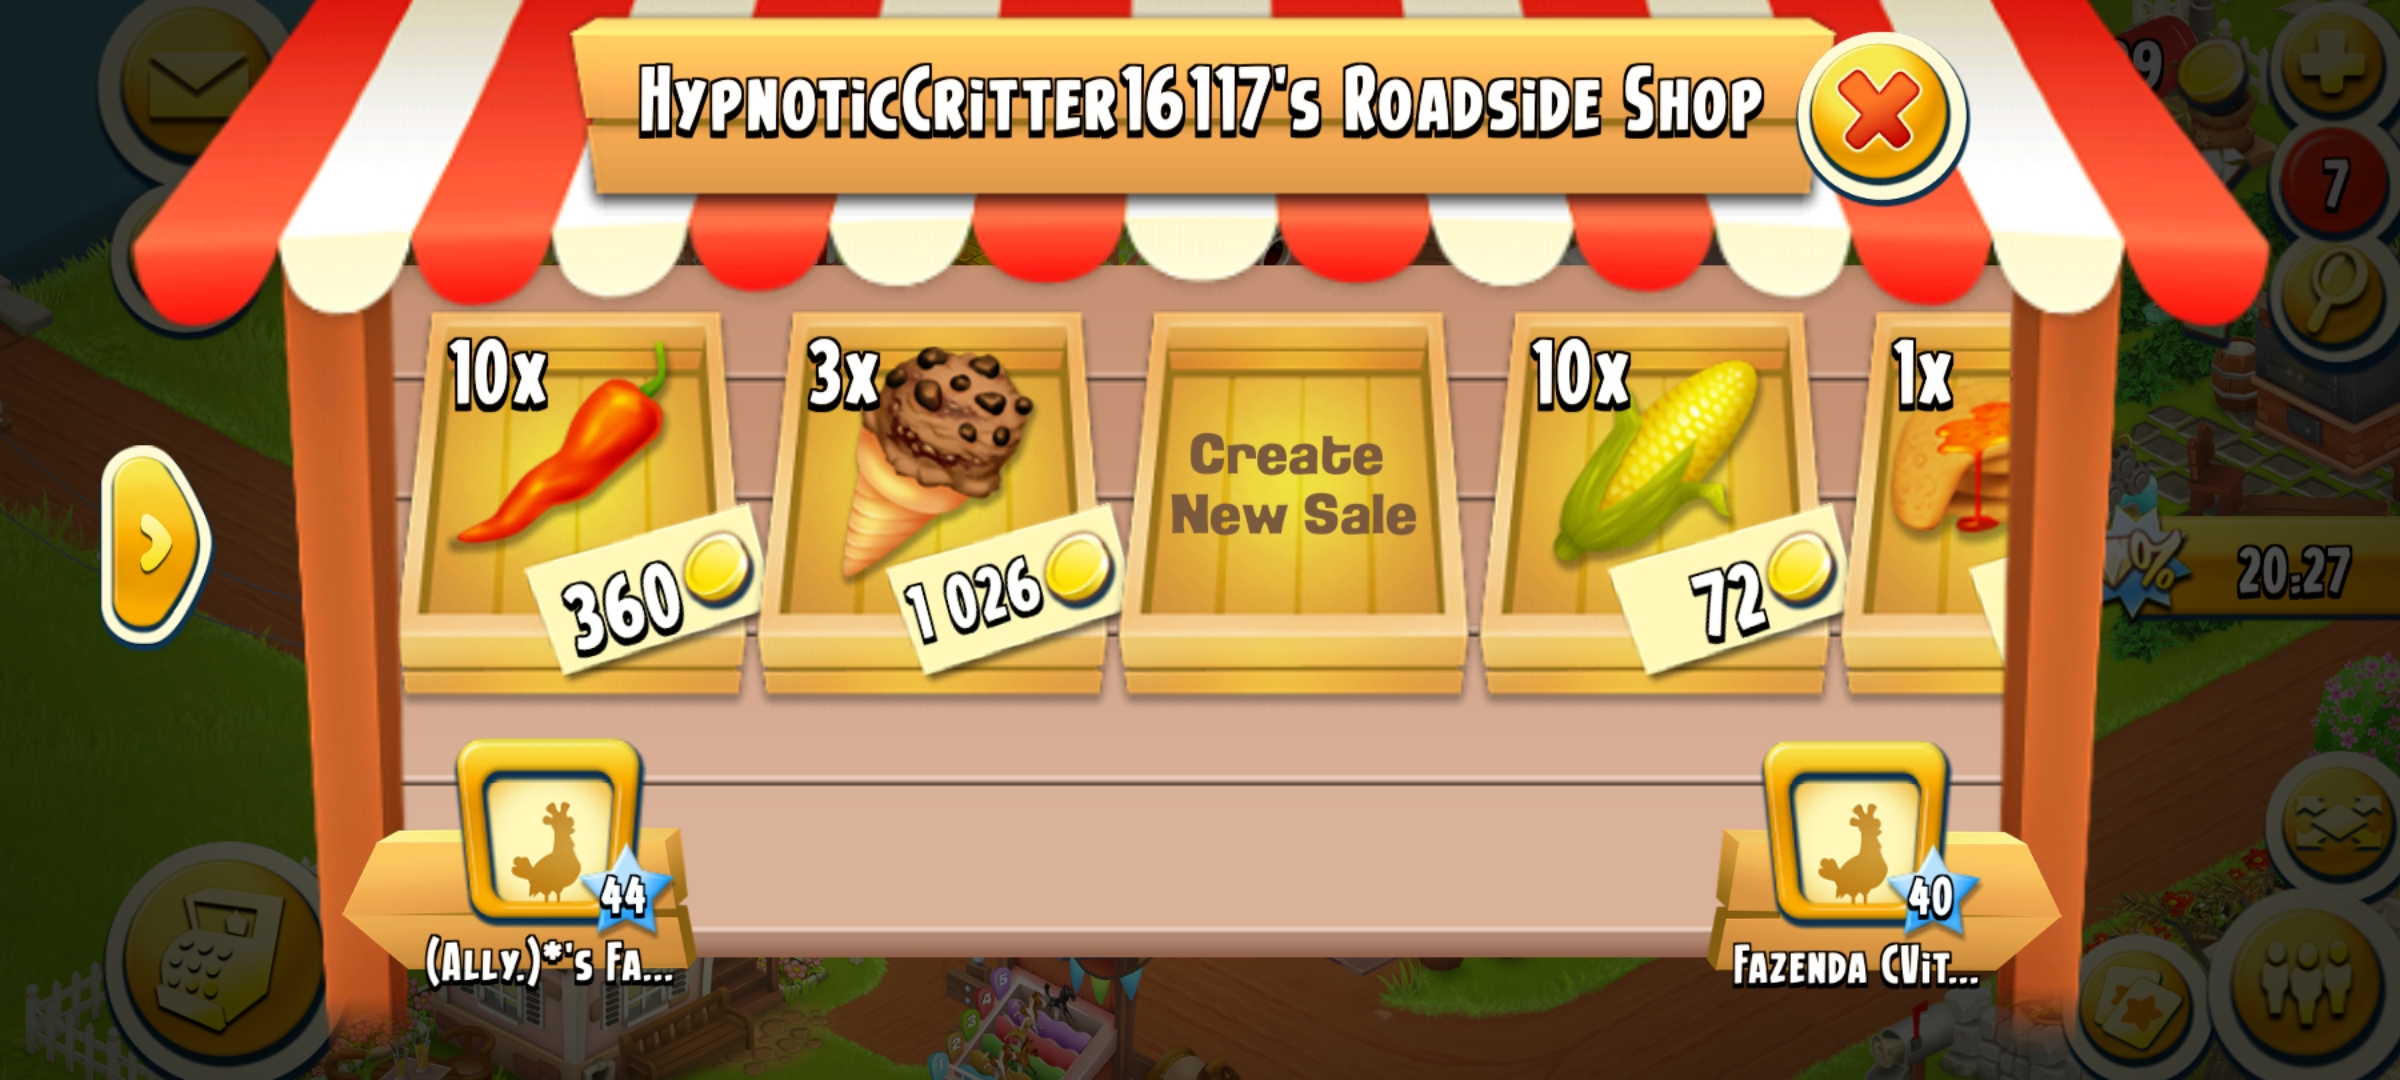 HypnoticCritter16117's Roadside Shop
7
10x
3x
10x
1x
Create
New Sale
360
1 026
72
20:27
44
40
(Ally.)*'s Fa...
Fazenda CVit...